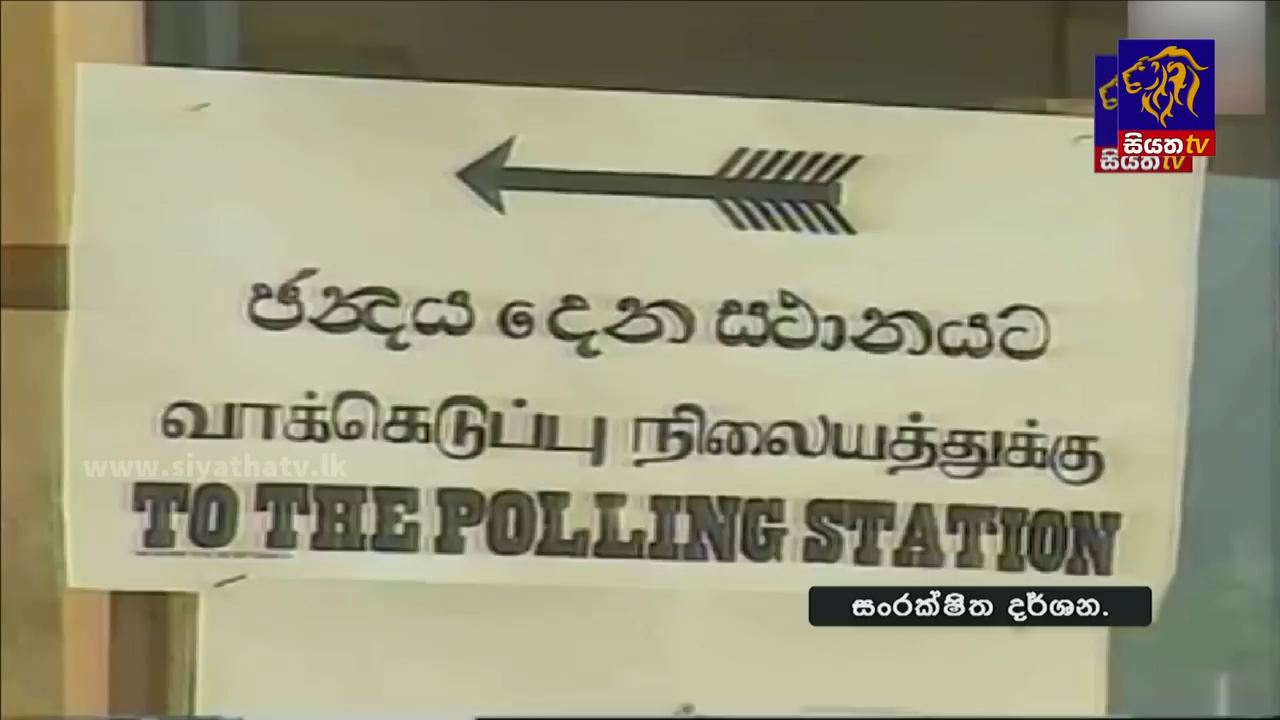 සියත tv
සියත tv
ඡන්දය දෙන ස්ථානයට
வாக்கெடுப்பு நிலையத்துக்கு
www.siyathatv.lk
TO THE POLLING STATION
සංරක්ෂිත දර්ශන.